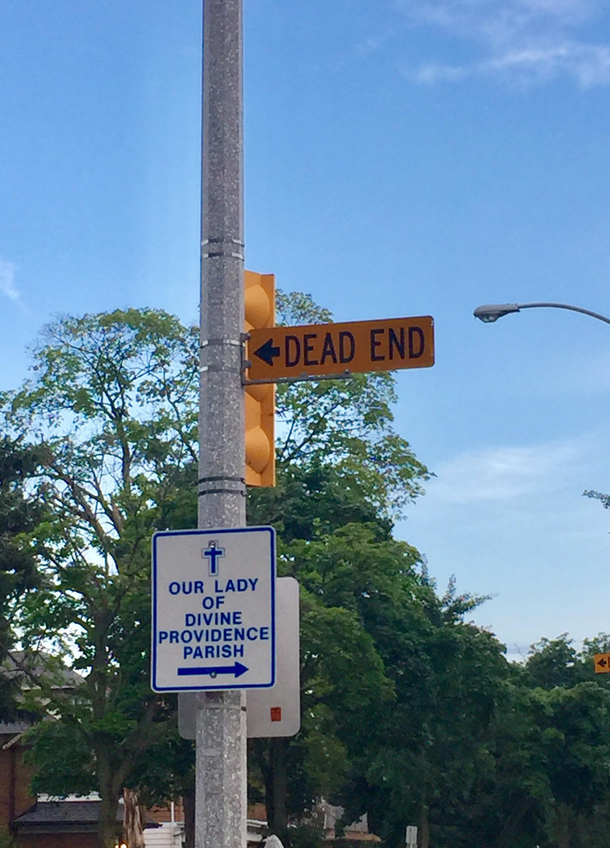 DEAD END
OUR LADY
OF
DIVINE
PROVIDENCE
PARISH